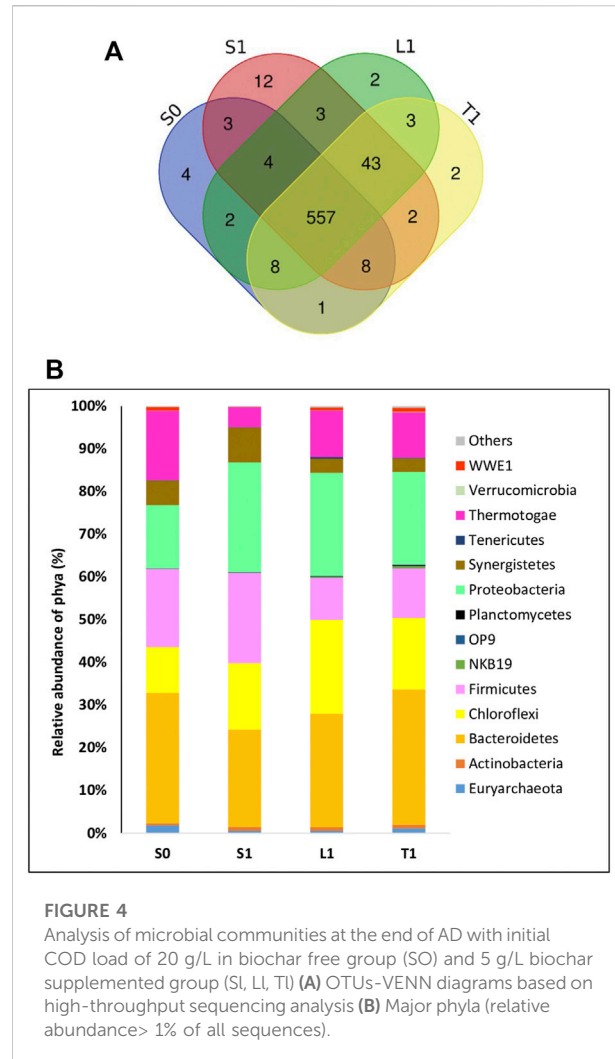 A
S0
S1
L1
T1
12
2
3
3
3
4
4
43
2
2
557
2
8
8
1
B
Relative abundance of phya (%)
100%
90%
80%
70%
60%
50%
40%
30%
20%
10%
0%
S0
S1
L1
T1
Others
WWE1
Verrucomicrobia
Thermotogae
Tenericutes
Synergistetes
Proteobacteria
Planctomycetes
OP9
NKB19
Firmicutes
Chloroflexi
Bacteroidetes
Actinobacteria
Euryarchaeota
FIGURE 4
Analysis of microbial communities at the end of AD with initial
COD load of 20 g/L in biochar free group (SO) and 5 g/L biochar
supplemented group (Sl, Ll, Tl) (A) OTUs-VENN diagrams based on
high-throughput sequencing analysis (B) Major phyla (relative
abundance> 1% of all sequences).